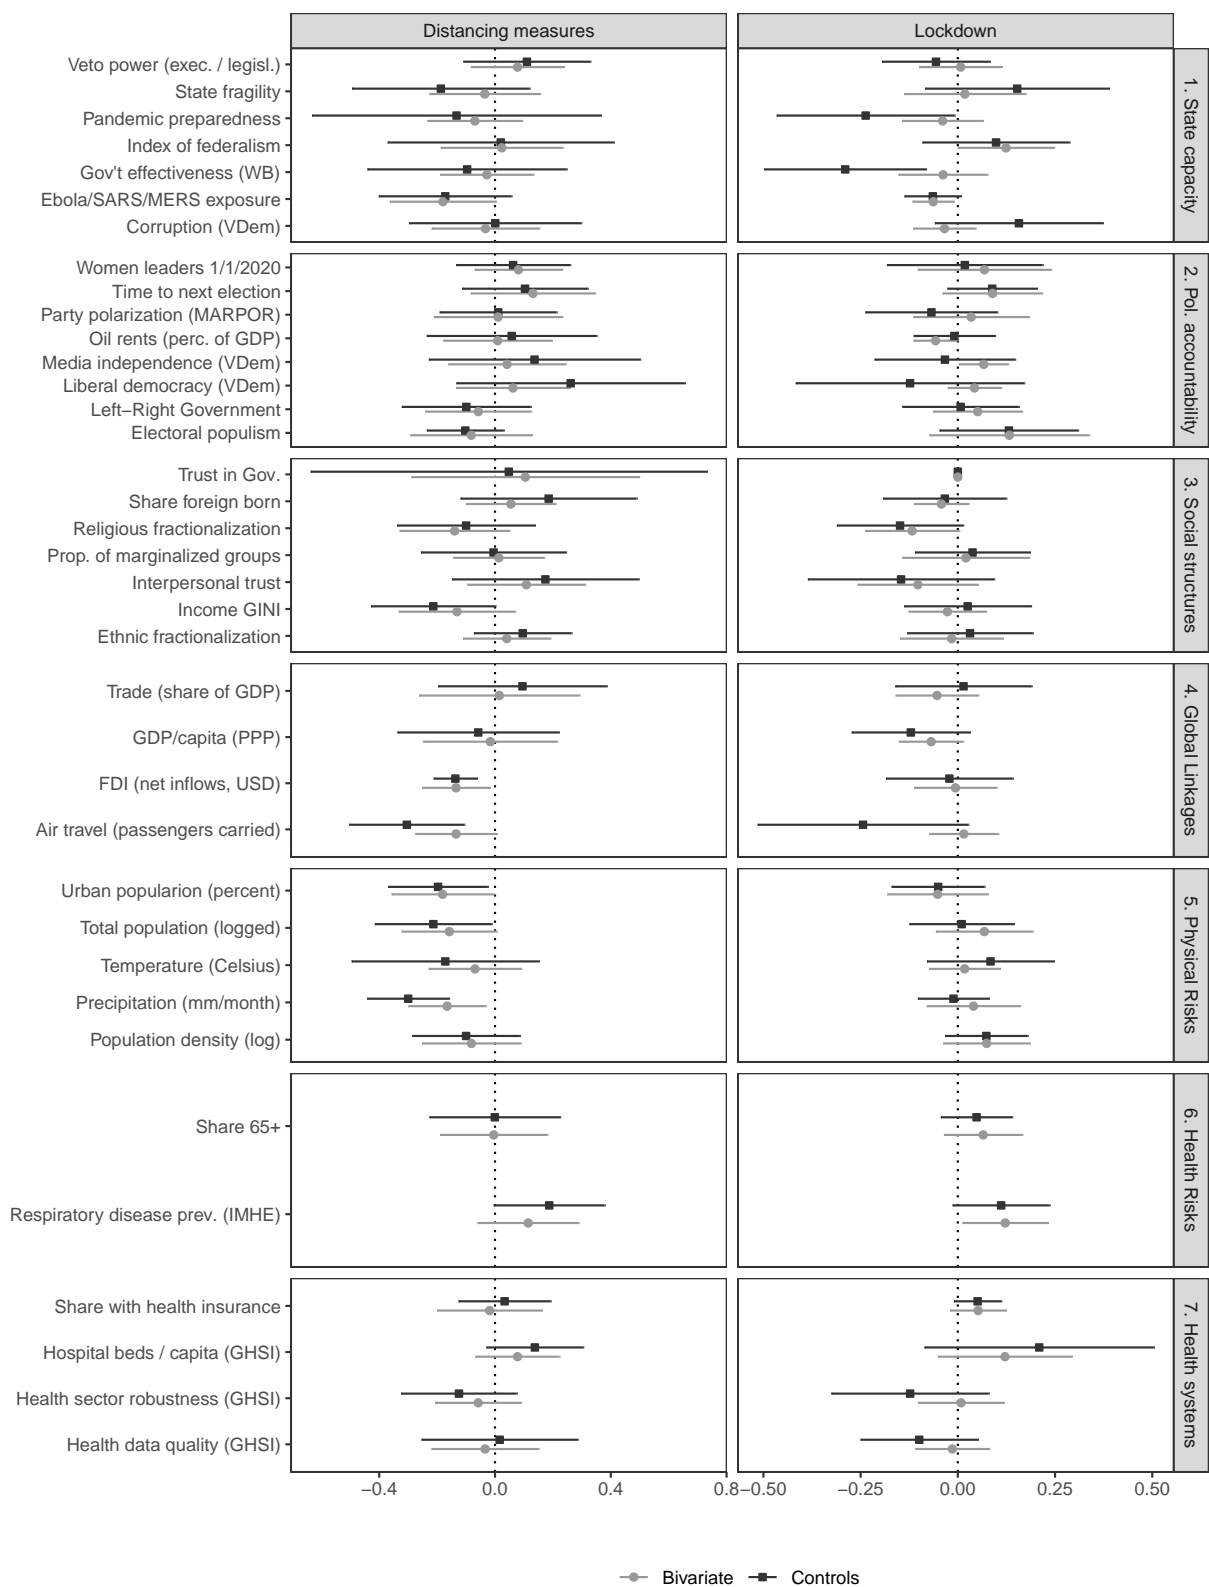 Distancing measures
Lockdown
Veto power (exec. / legisl.)
State fragility
Pandemic preparedness
Index of federalism
Gov't effectiveness (WB)
Ebola/SARS/MERS exposure
Corruption (VDem)
1. State capacity
Women leaders 1/1/2020
Time to next election
Party polarization (MARPOR)
Oil rents (perc. of GDP)
Media independence (VDem)
Liberal democracy (VDem)
Left−Right Government
Electoral populism
2. Pol. accountability
Trust in Gov.
Share foreign born
Religious fractionalization
Prop. of marginalized groups
Interpersonal trust
Income GINI
Ethnic fractionalization
3. Social structures
Trade (share of GDP)
GDP/capita (PPP)
FDI (net inflows, USD)
Air travel (passengers carried)
4. Global Linkages
Urban popularion (percent)
Total population (logged)
Temperature (Celsius)
Precipitation (mm/month)
Population density (log)
5. Physical Risks
Share 65+
Respiratory disease prev. (IMHE)
6. Health Risks
Share with health insurance
Hospital beds / capita (GHSI)
Health sector robustness (GHSI)
Health data quality (GHSI)
7. Health systems
−0.4 0.0 0.4 0.8
−0.50 −0.25 0.00 0.25 0.50
Bivariate Controls